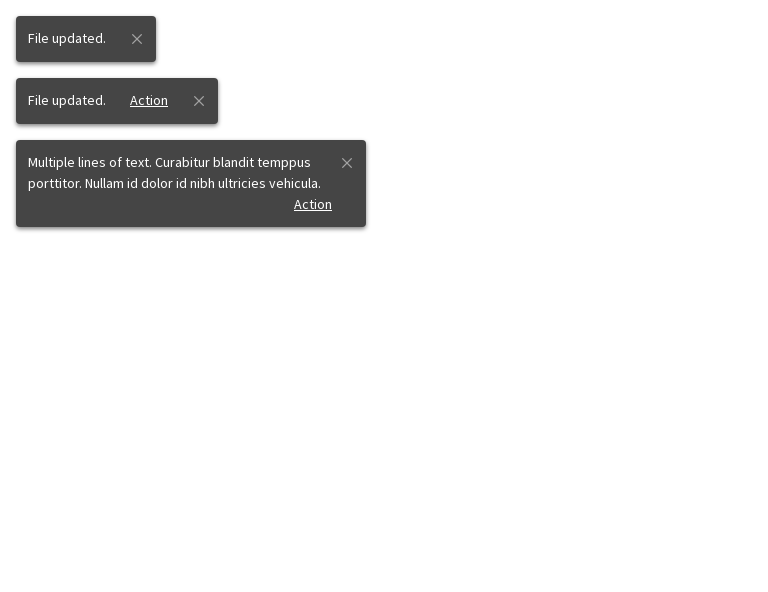 File updated.
File updated. Action
Multiple lines of text. Curabitur blandit temppus
porttitor. Nullam id dolor id nibh ultricies vehicula.
Action